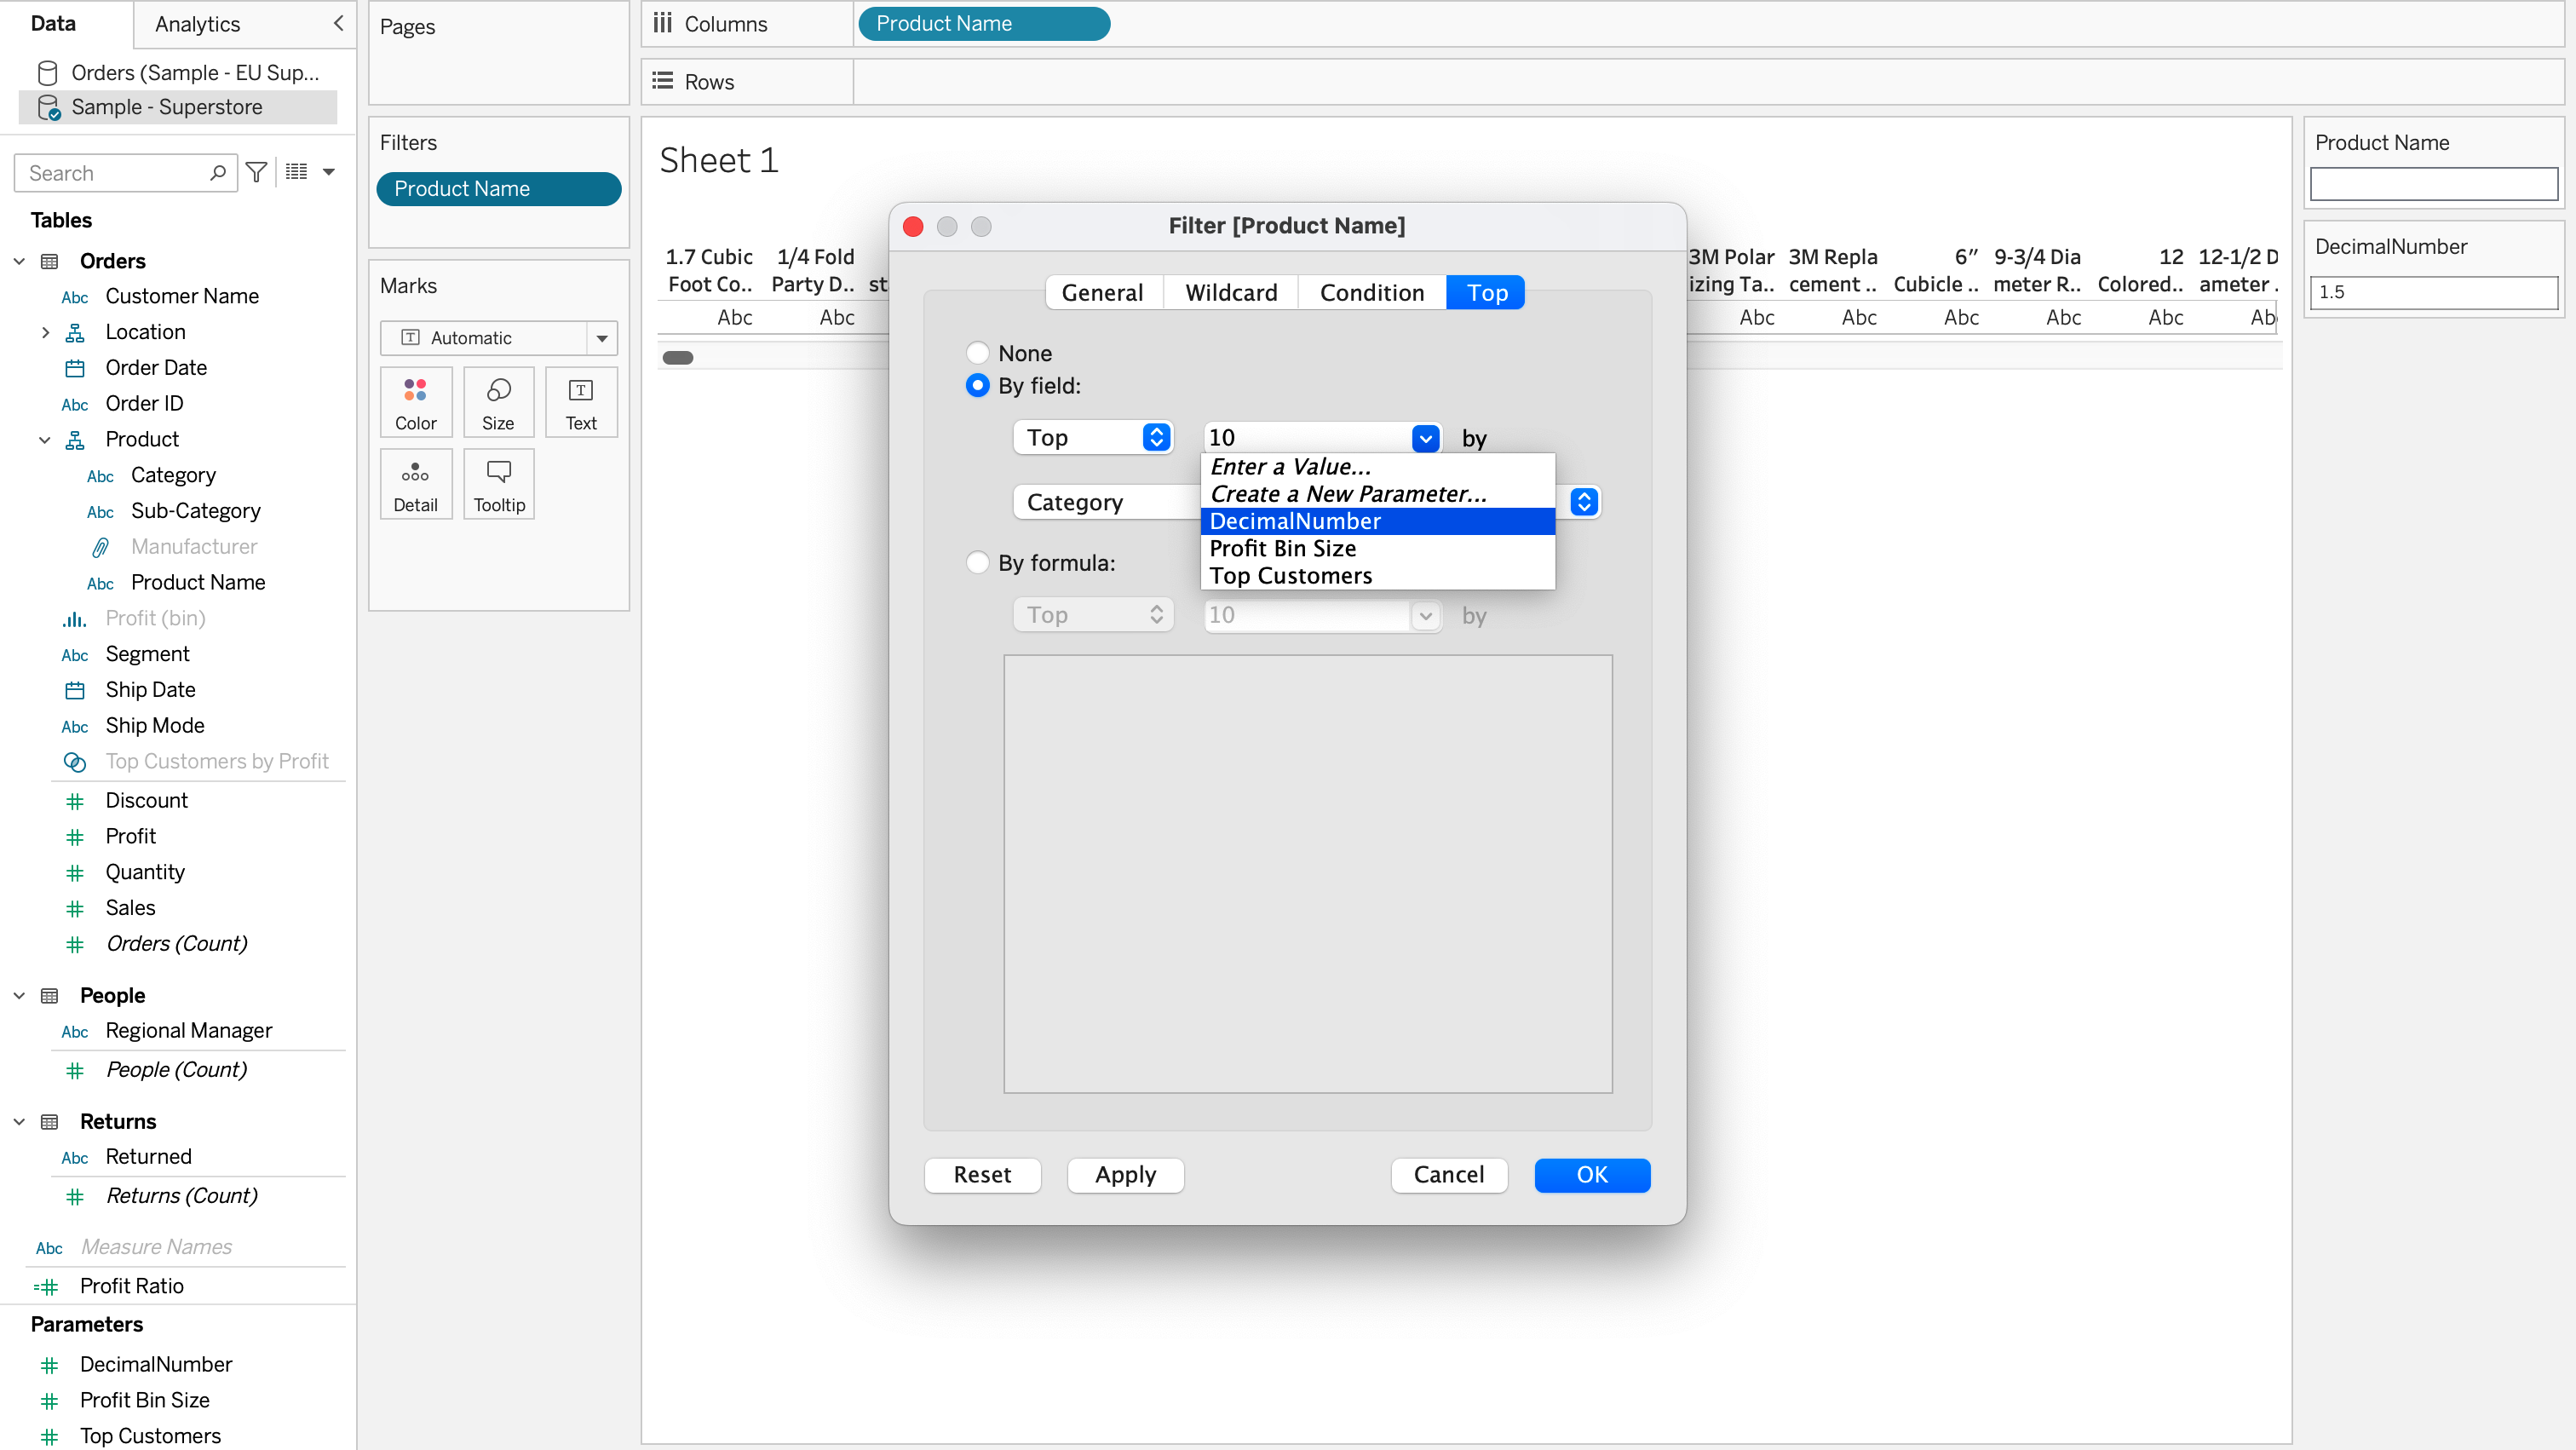 Data
Analytics
Orders (Sample - EU Sup...
Sample - Superstore
Search
Tables
Orders
Abc Customer Name
Location
Order Date
Abc Order ID
Product
Abc Category
Abc Sub-Category
Manufacturer
Abc Product Name
Profit (bin)
Abc Segment
Ship Date
Abc Ship Mode
Top Customers by Profit
# Discount
# Profit
# Quantity
# Sales
# Orders (Count)
People
Abc Regional Manager
# People (Count)
Returns
Abc Returned
# Returns (Count)
Abc Measure Names
=# Profit Ratio
Parameters
# DecimalNumber
# Profit Bin Size
# Top Customers
Pages
Filters
Product Name
Marks
T Automatic
Color
Size
T Text
Detail
Tooltip
Columns
Product Name
Rows
Sheet 1
1.7 Cubic 1/4 Fold
Foot Co.. Party D.. st
Abc Abc
3M Polar 3M Repla 6" 9-3/4 Dia 12 12-1/2 D
izing Ta.. cement .. Cubicle .. meter R.. Colored.. ameter .
Abc Abc Abc Abc Abc Ab
Filter [Product Name]
General Wildcard Condition Top
None
By field:
Top 10 by
Enter a Value...
Create a New Parameter...
DecimalNumber
Profit Bin Size
Top Customers
Category
By formula:
Top 10 by
Reset Apply Cancel OK
Product Name
DecimalNumber
1.5